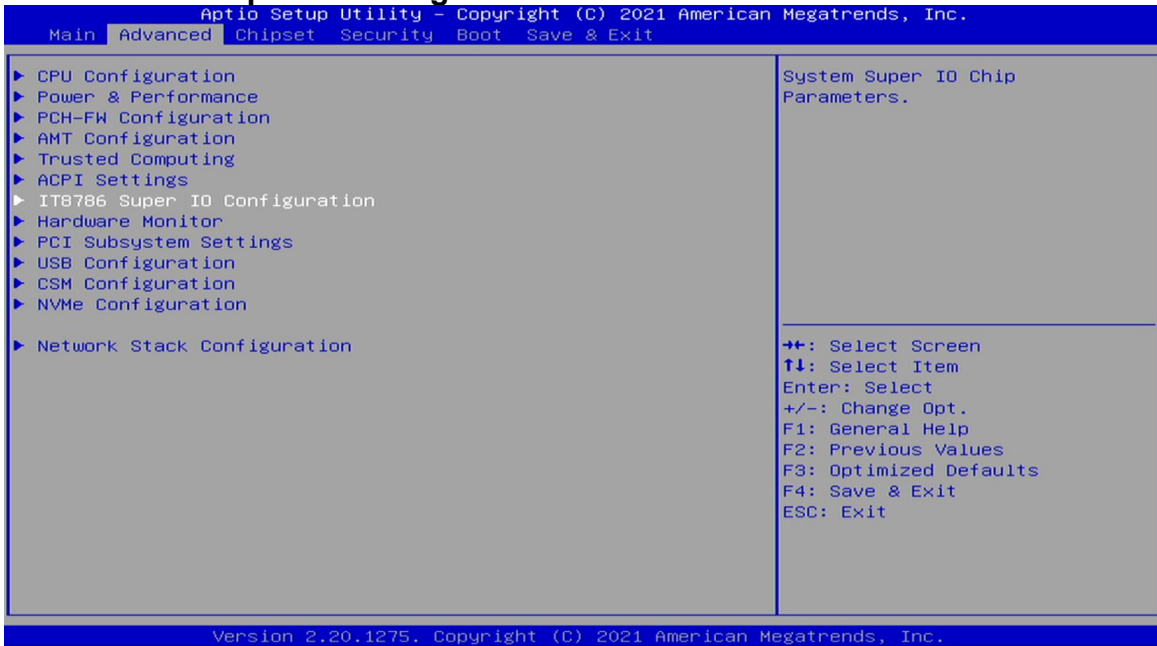 Aptio Setup Utility – Copyright (C) 2021 American Megatrends, Inc.
Main Advanced Chipset Security Boot Save & Exit
► CPU Configuration
► Power & Performance
► PCH-FW Configuration
► AMT Configuration
► Trusted Computing
► ACPI Settings
► IT8786 Super IO Configuration
► Hardware Monitor
► PCI Subsystem Settings
► USB Configuration
► CSM Configuration
► NVMe Configuration
► Network Stack Configuration
System Super IO Chip
Parameters.
→←: Select Screen
↑↓: Select Item
Enter: Select
+/-: Change Opt.
F1: General Help
F2: Previous Values
F3: Optimized Defaults
F4: Save & Exit
ESC: Exit
Version 2.20.1275. Copyright (C) 2021 American Megatrends, Inc.